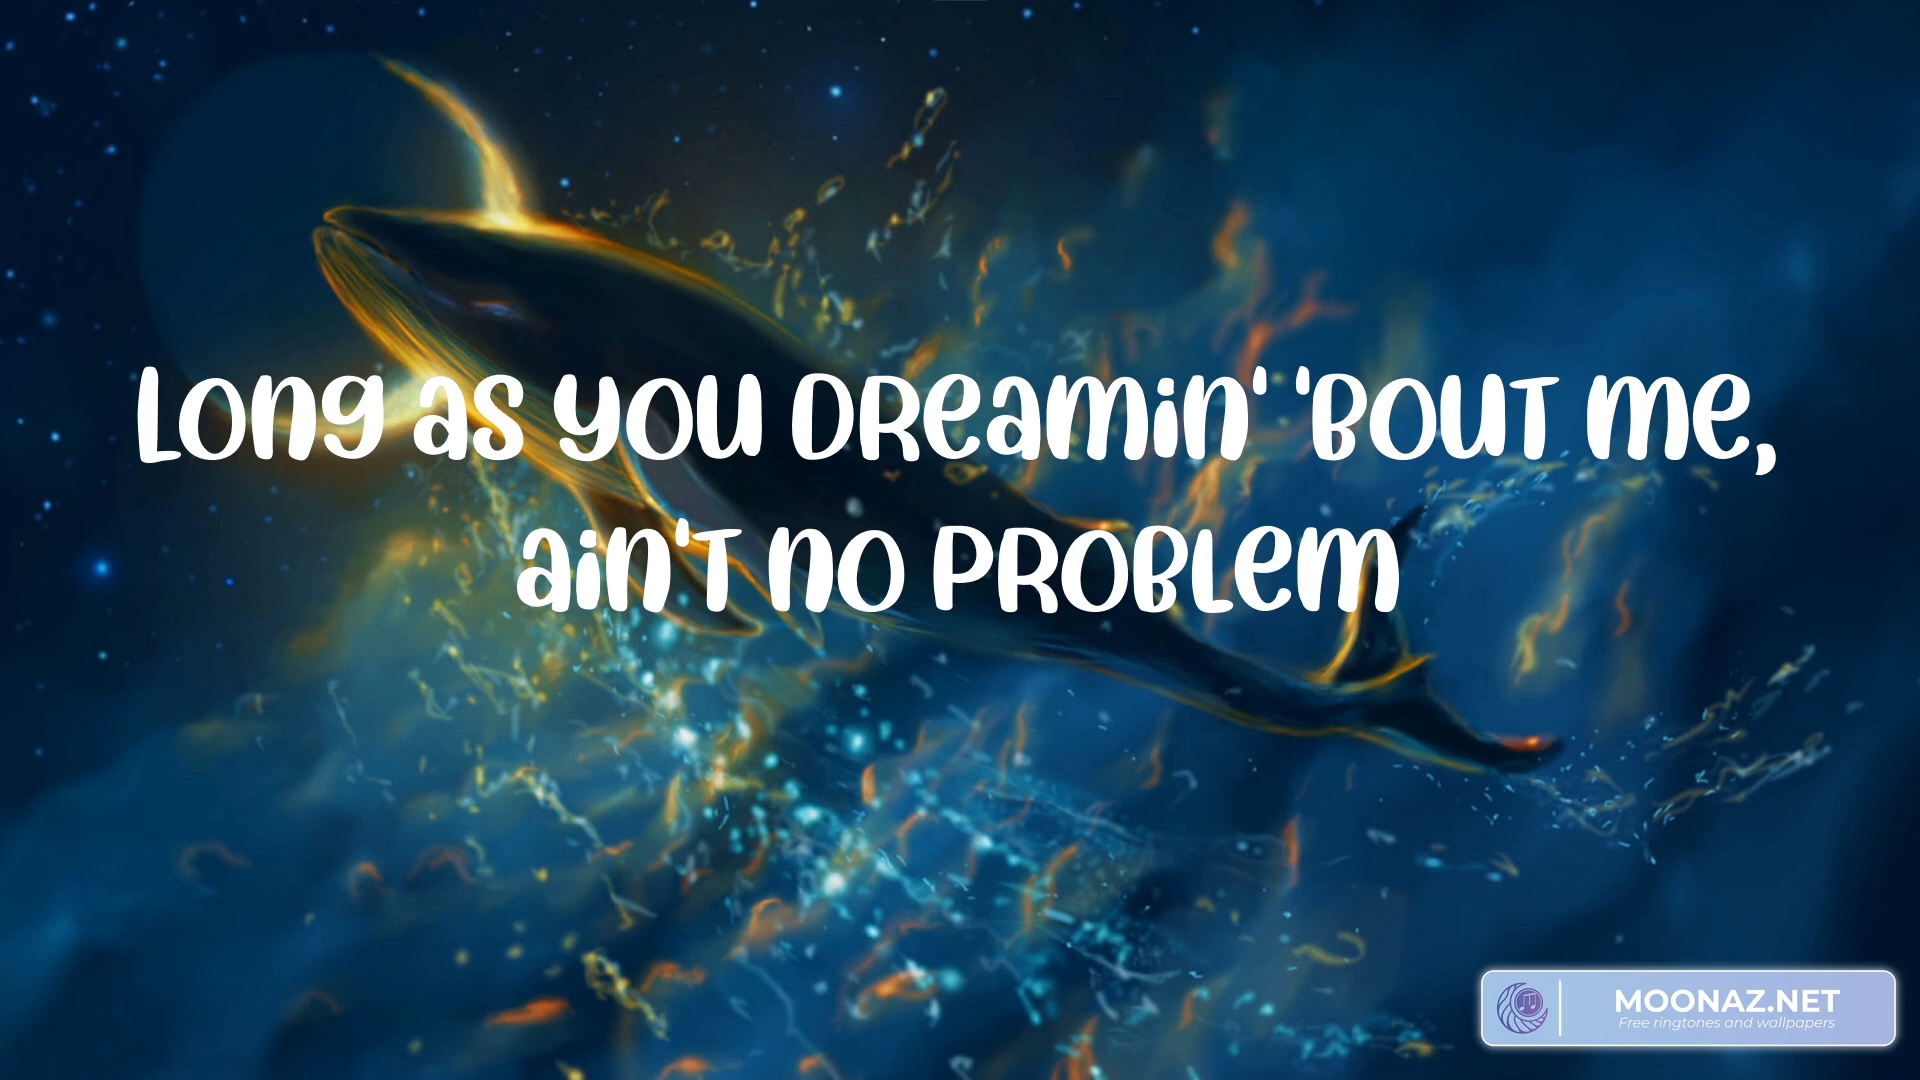 Long as you dreamin' 'bout me,
ain't no problem
MOONAZ.NET
Free ringtones and wallpapers